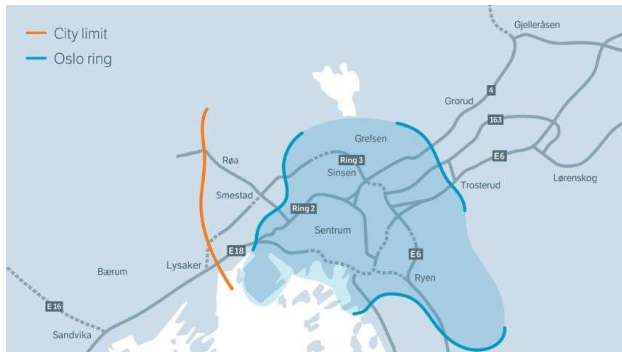 City limit
Oslo ring
Gjelleråsen
4
Grorud
163
Grefsen
E6
Ring 3
Røa
Sinsen
Trosterud
Lørenskog
Smestad
Ring 2
Sentrum
E18
E6
Lysaker
Bærum
Ryen
E16
Sandvika